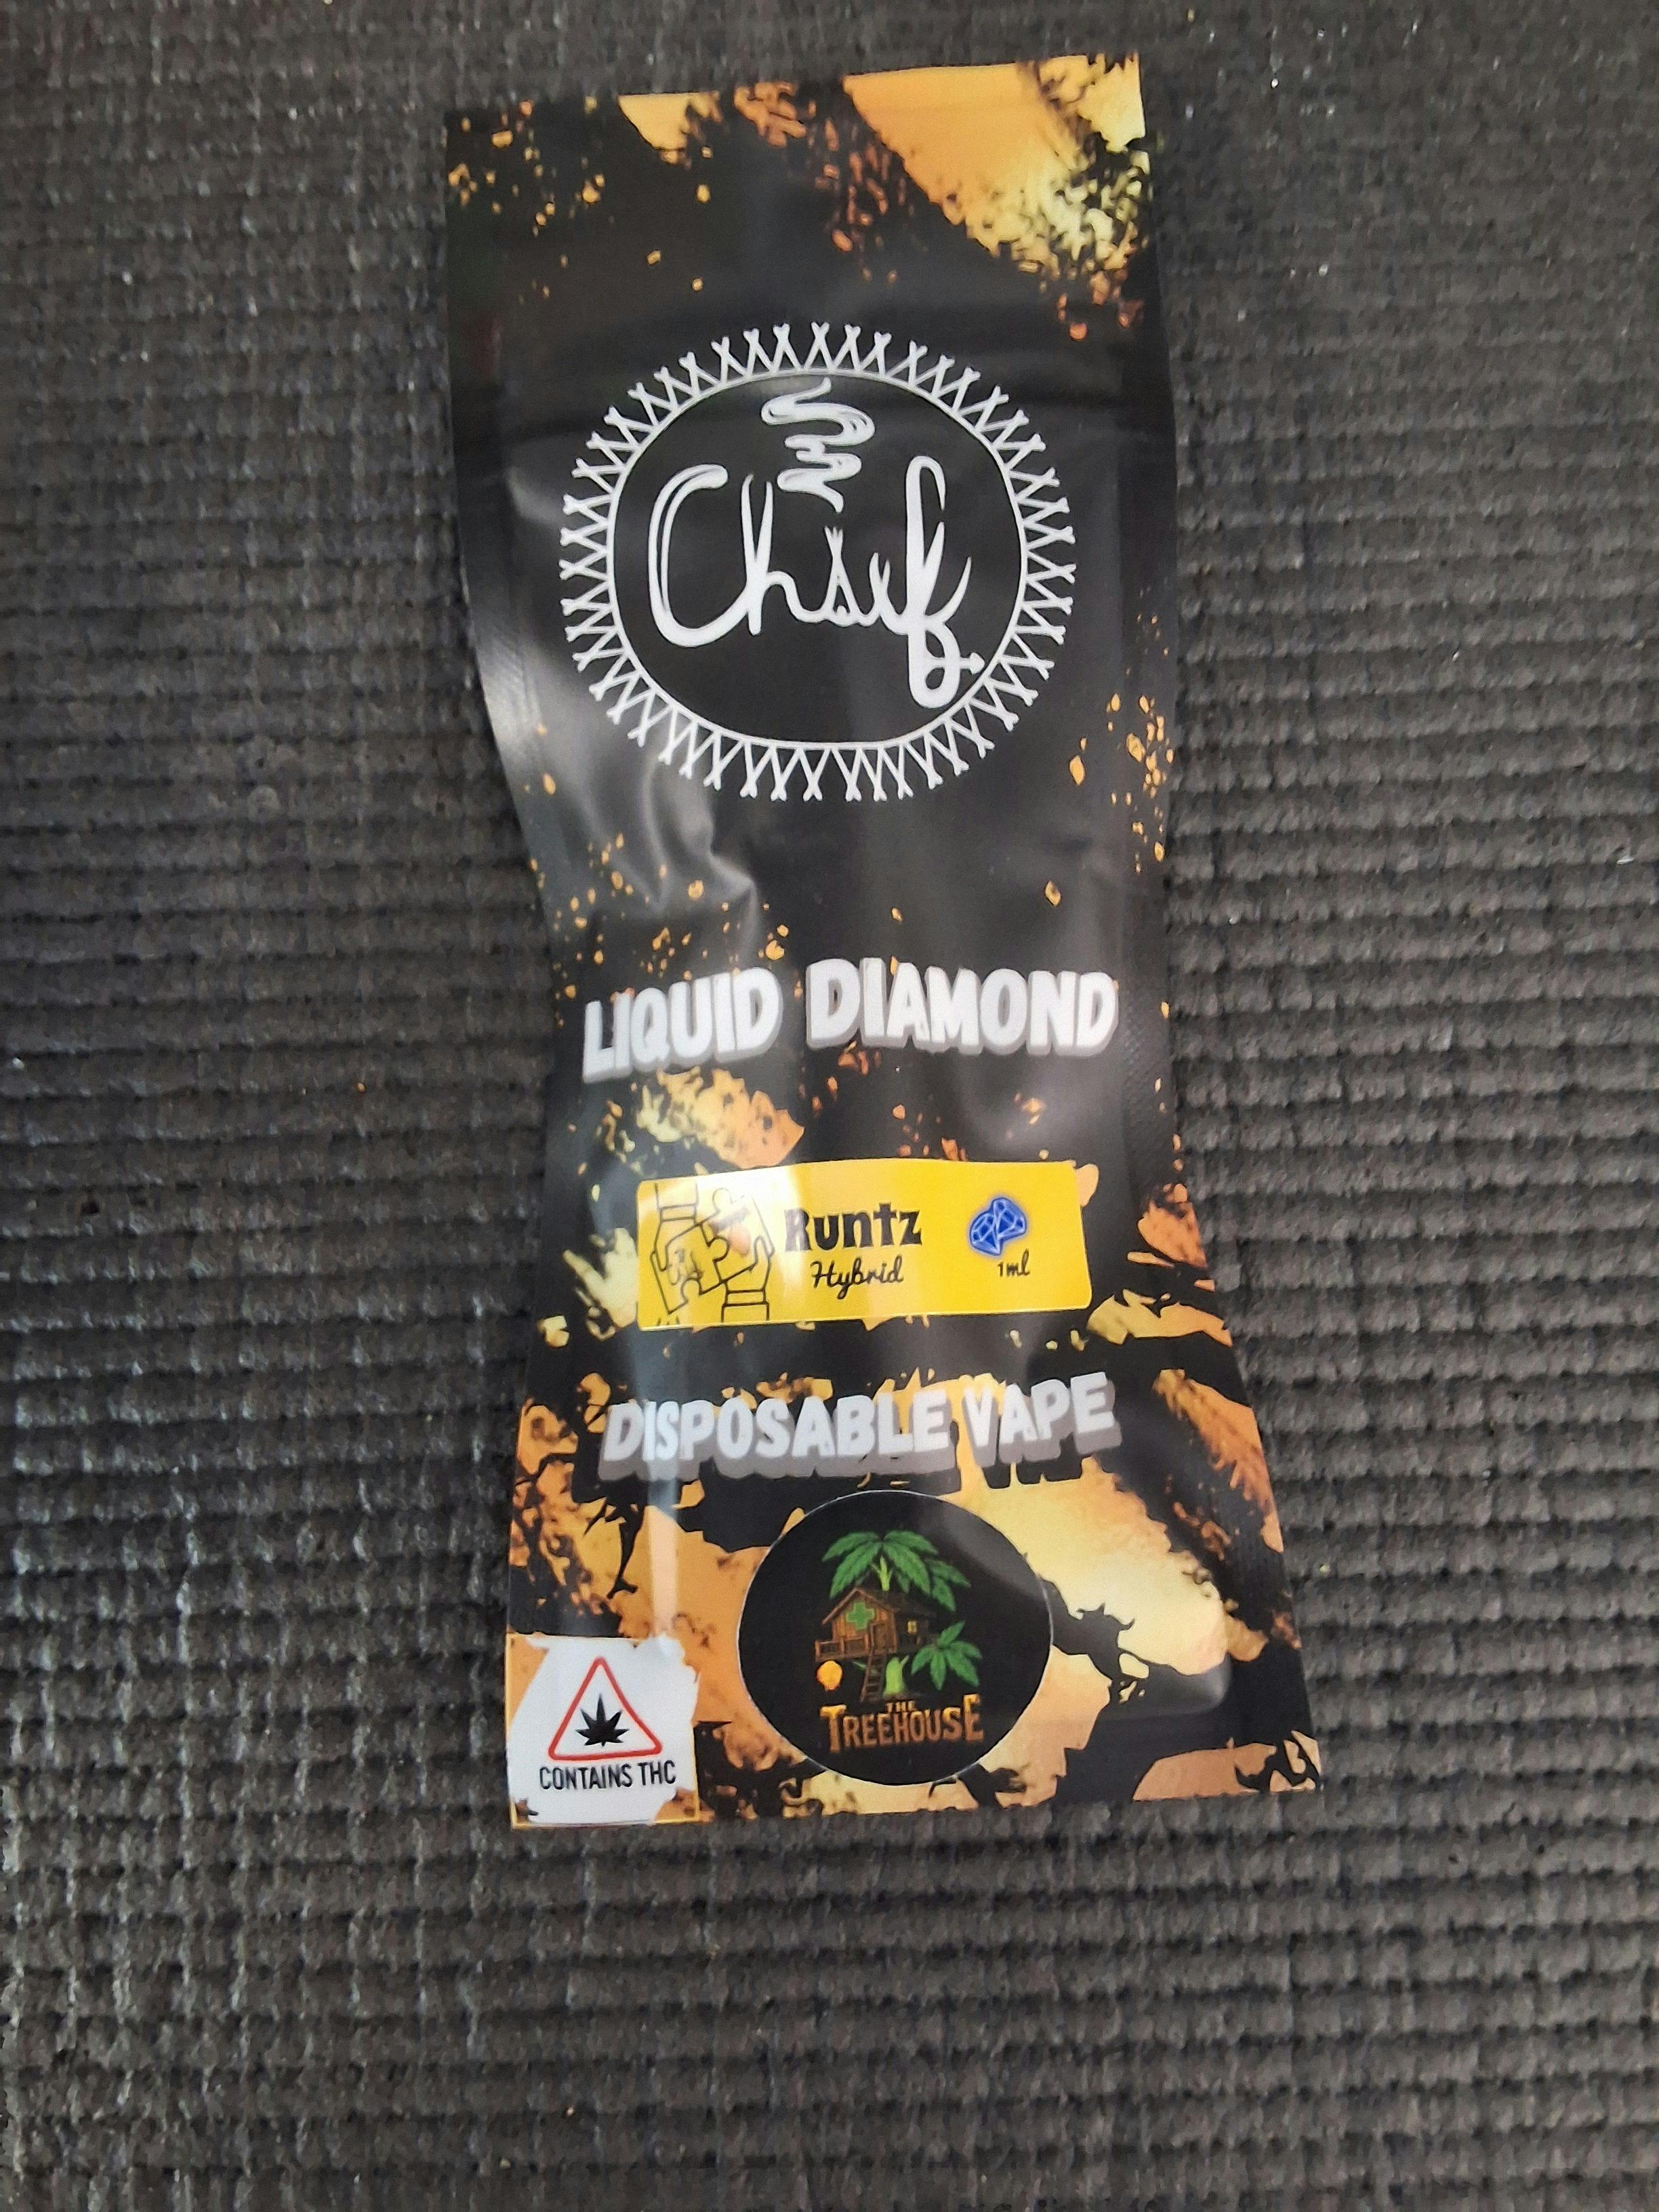 Chief
LIQUID DIAMOND
Runtz
Hybrid
1ml
DISPOSABLE VAPE
THE
TREEHOUSE
CONTAINS THC